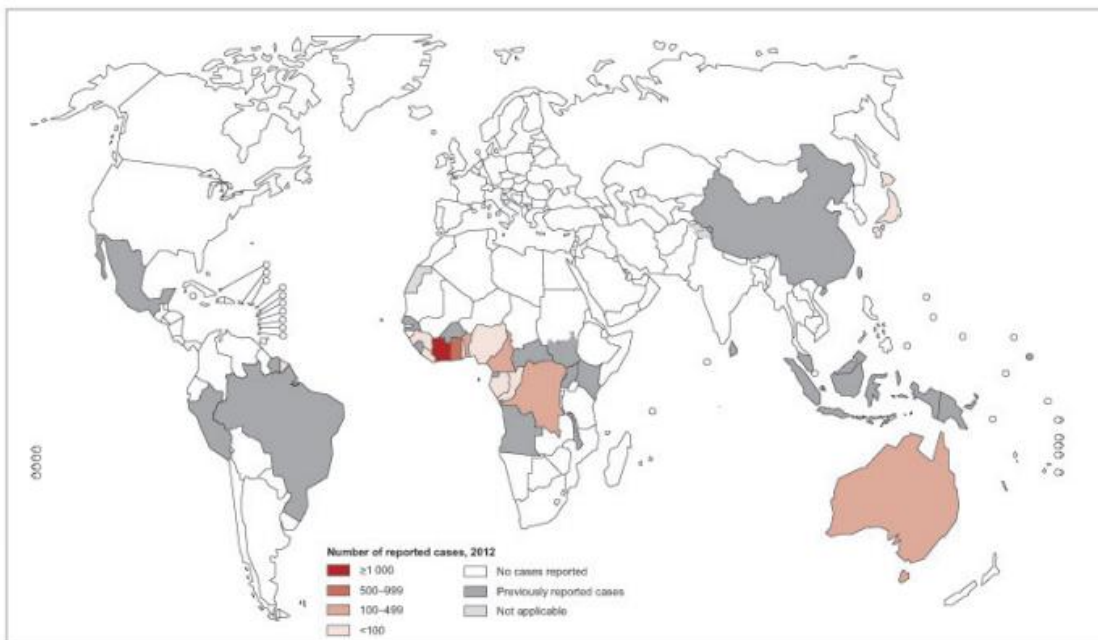 Number of reported cases, 2012
≥1 000
500–999
100–499
<100
No cases reported
Previously reported cases
Not applicable